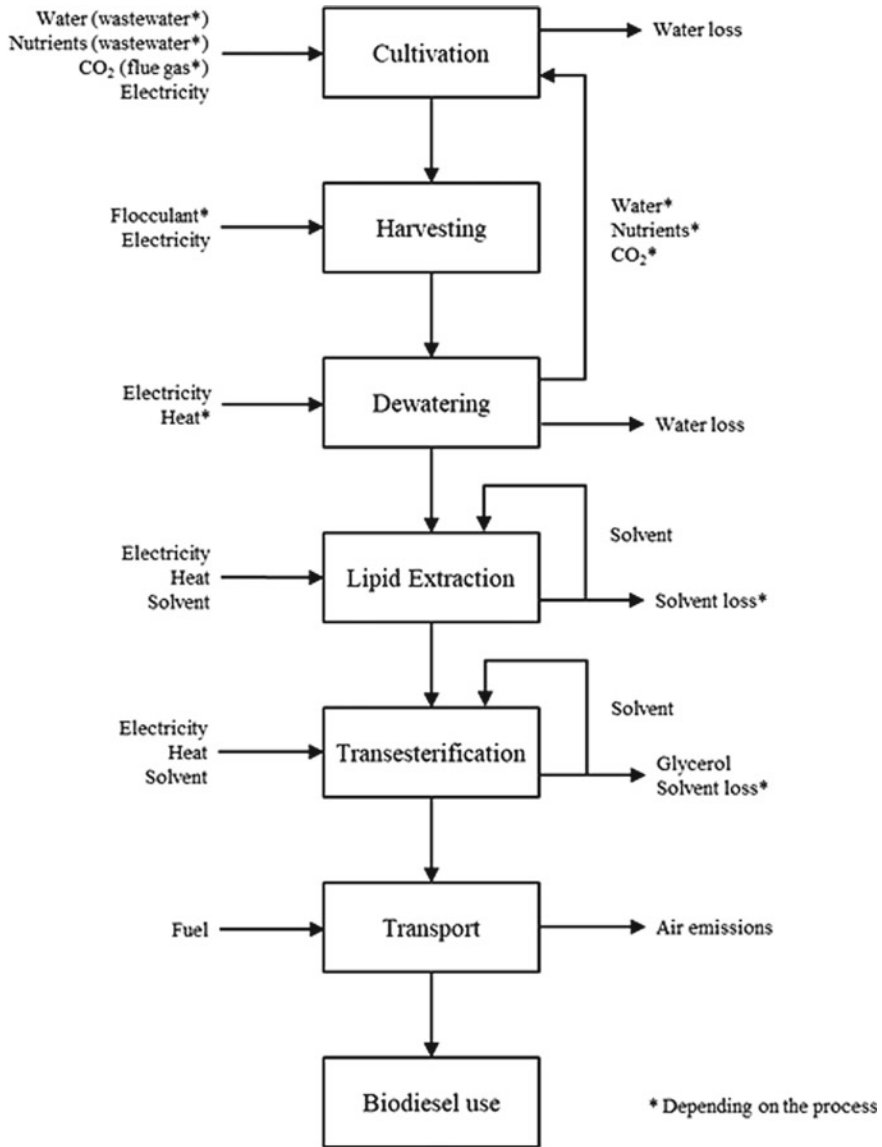 Water (wastewater*)
Nutrients (wastewater*)
CO₂ (flue gas*)
Electricity
Cultivation
Water loss
Flocculant*
Electricity
Harvesting
Water*
Nutrients*
CO₂*
Electricity
Heat*
Dewatering
Water loss
Electricity
Heat
Solvent
Lipid Extraction
Solvent
Solvent loss*
Electricity
Heat
Solvent
Transesterification
Solvent
Glycerol
Solvent loss*
Fuel
Transport
Air emissions
Biodiesel use
* Depending on the process